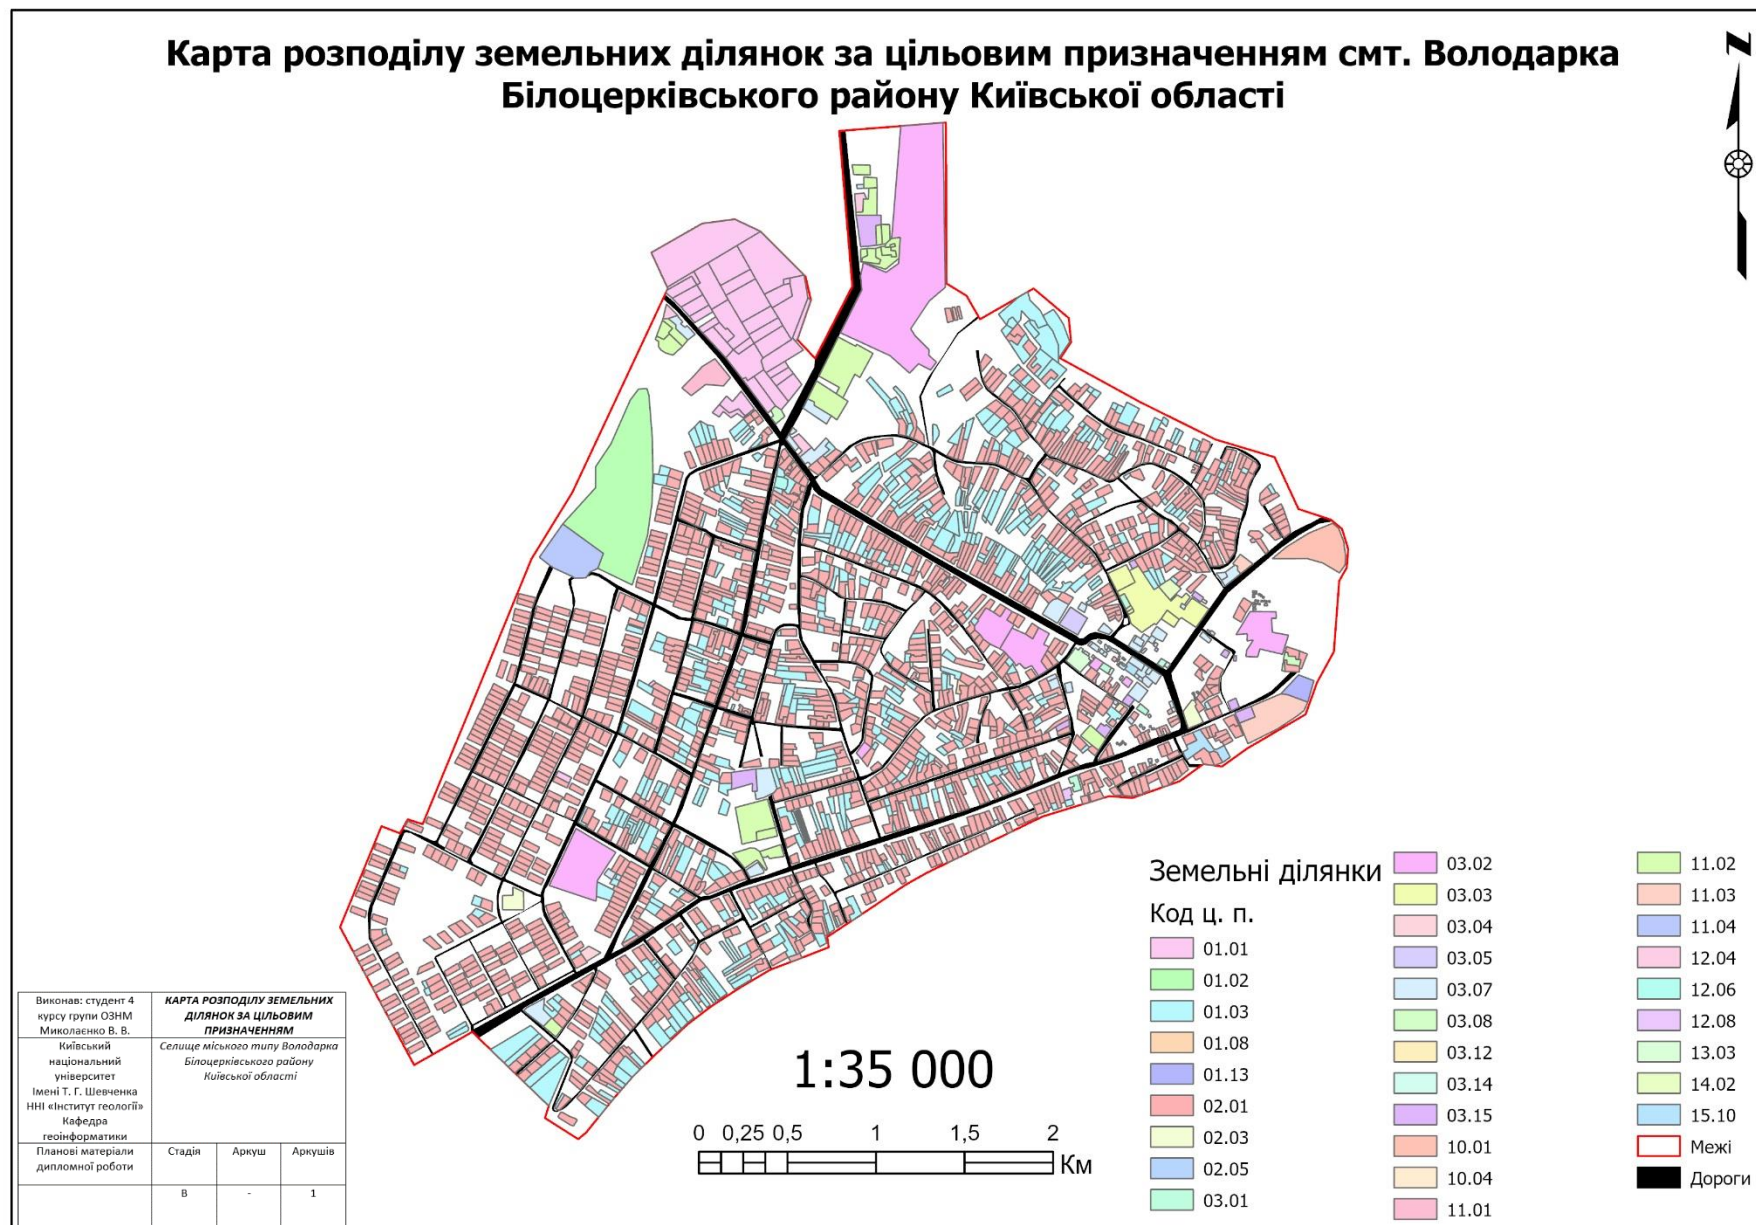 Карта розподілу земельних ділянок за цільовим призначенням смт. Володарка
Білоцерківського району Київської області
N
Земельні ділянки
Код ц. п.
01.01
01.02
01.03
01.08
01.13
02.01
02.03
02.05
03.01
03.02
03.03
03.04
03.05
03.07
03.08
03.12
03.14
03.15
10.01
10.04
11.01
11.02
11.03
11.04
12.04
12.06
12.08
13.03
14.02
15.10
Межі
Дороги
1:35 000
0 0,25 0,5 1 1,5 2
Км
Виконав: студент 4
курсу групи ОЗНМ
Миколаєнко В. В.
КАРТА РОЗПОДІЛУ ЗЕМЕЛЬНИХ
ДІЛЯНОК ЗА ЦІЛЬОВИМ
ПРИЗНАЧЕННЯМ
Київський
національний
університет
Імені Т. Г. Шевченка
ННІ «Інститут геології»
Кафедра
геоінформатики
Селище міського типу Володарка
Білоцерківського району
Київської області
Планові матеріали
дипломної роботи
Стадія Аркуш Аркушів
В - 1